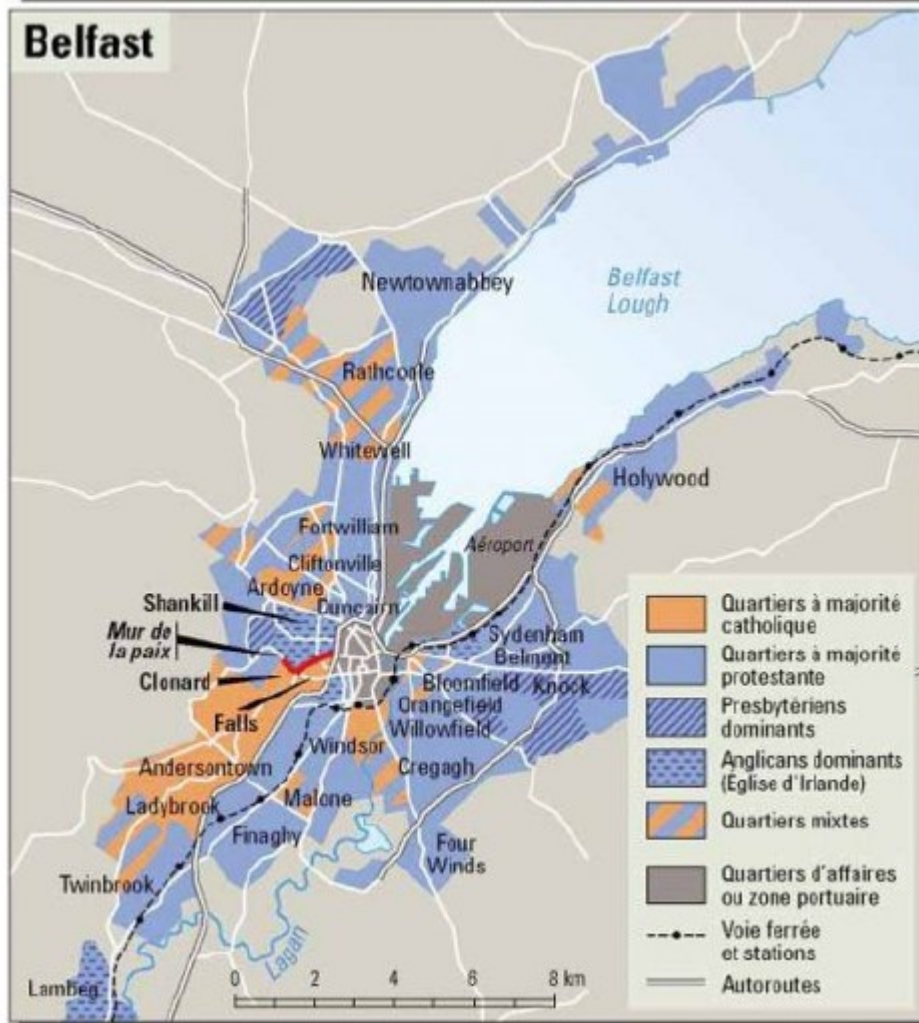 Belfast
Newtownabbey
Belfast
Lough
Rathcoole
Whitewell
Holywood
Fortwilliam
Aéroport
Cliftonville
Ardoyne
Shankill
Duncairn
Mur de
la paix
Sydenham
Belmont
Clonard
Bloomfield
Knock
Orangefield
Falls
Willowfield
Windsor
Andersontown
Cregagh
Ladybrook
Malone
Finaghy
Four
Winds
Twinbrook
Lagan
Lambeg
0 2 4 6 8 km
Quartiers à majorité
catholique
Quartiers à majorité
protestante
Presbytériens
dominants
Anglicans dominants
(Église d'Irlande)
Quartiers mixtes
Quartiers d'affaires
ou zone portuaire
Voie ferrée
et stations
Autoroutes